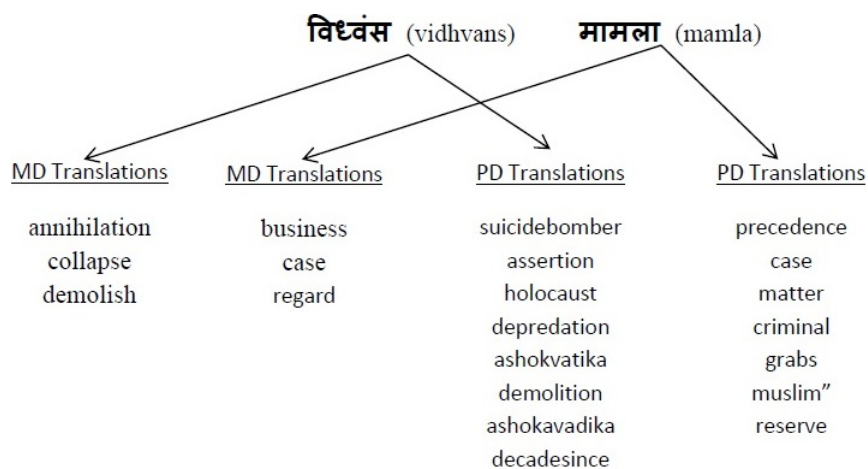 विध्वंस (vidhvans) मामला (mamla)
MD Translations MD Translations PD Translations PD Translations
annihilation business suicidebomber precedence
collapse case assertion case
demolish regard holocaust matter
depredation criminal
ashokvatika grabs
demolition muslim”
ashokavadika reserve
decadesince